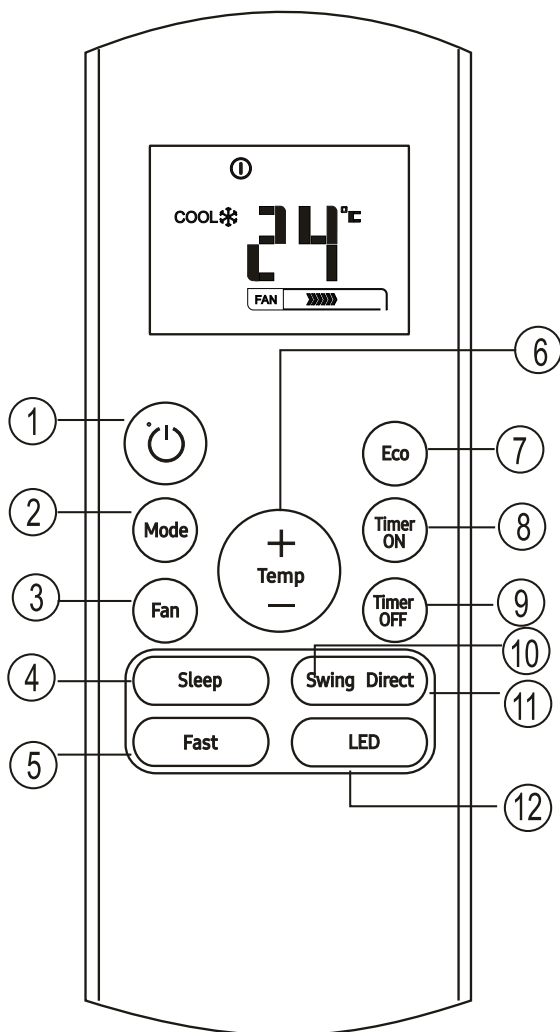 COOL 24°C
FAN
6
1
Eco
7
2
Mode
Timer
ON
8
+
Temp
−
3
Fan
Timer
OFF
9
10
4
Sleep
Swing Direct
11
5
Fast
LED
12